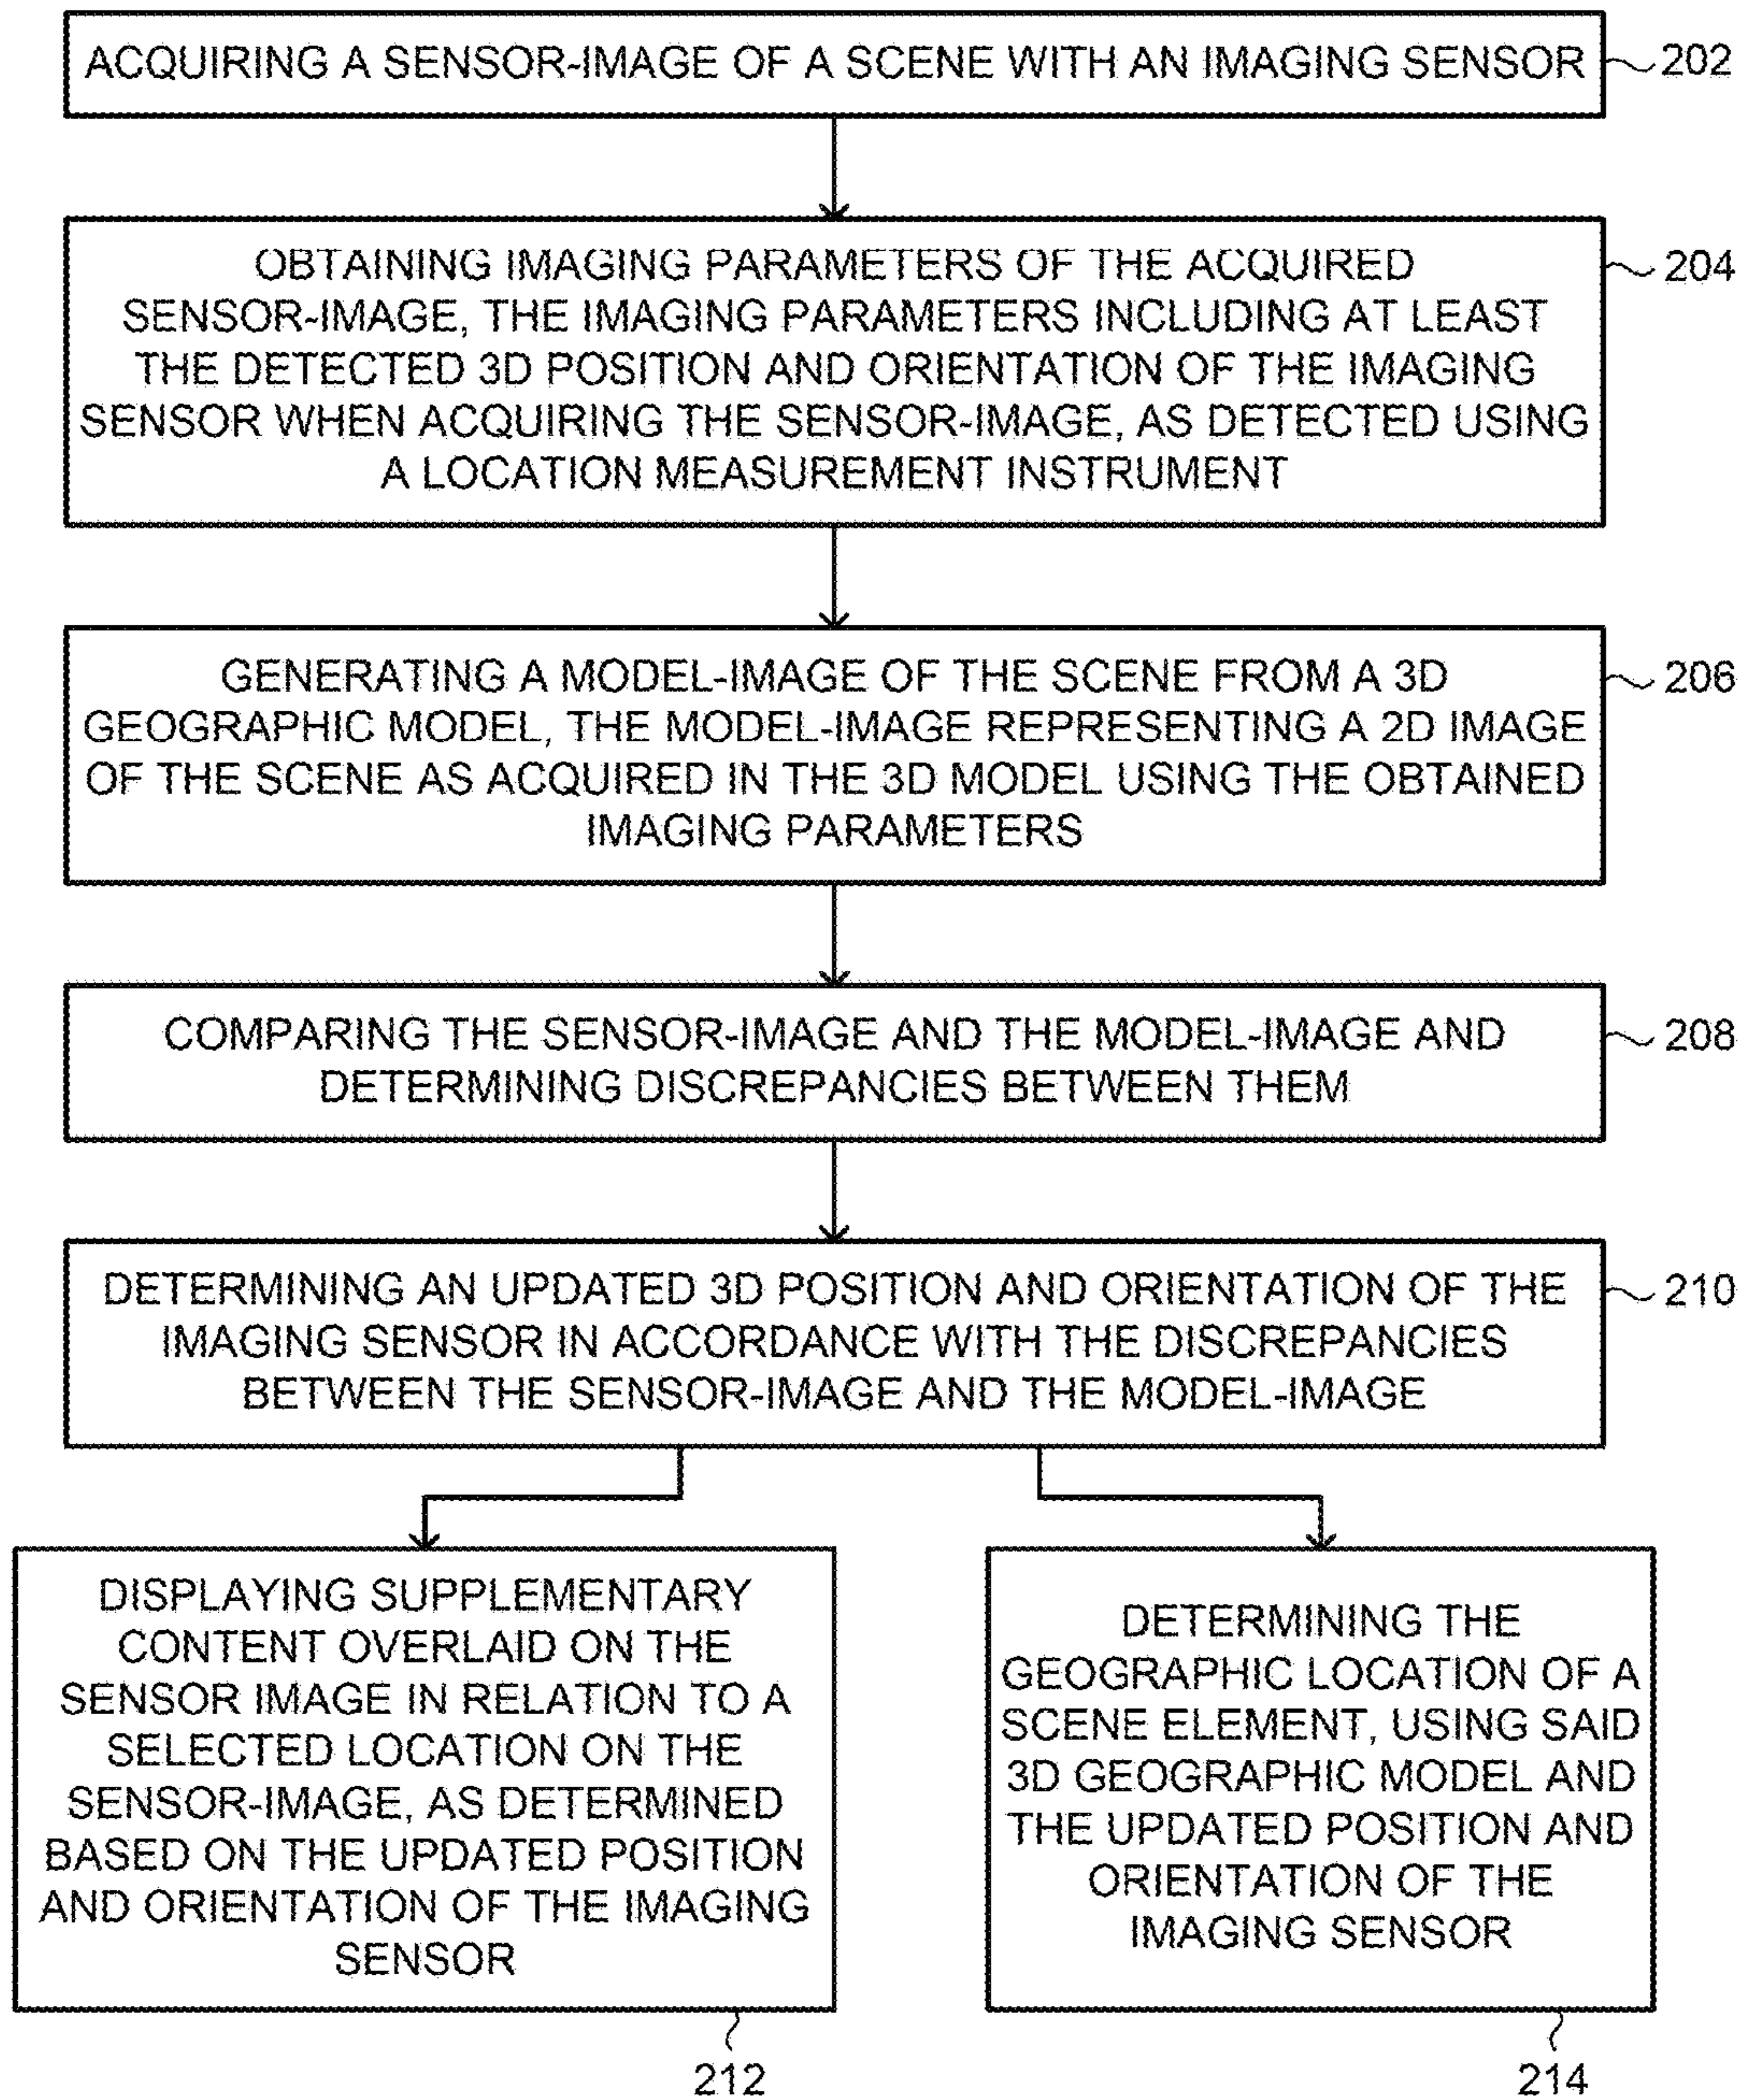 ACQUIRING A SENSOR-IMAGE OF A SCENE WITH AN IMAGING SENSOR
202
OBTAINING IMAGING PARAMETERS OF THE ACQUIRED
SENSOR-IMAGE, THE IMAGING PARAMETERS INCLUDING AT LEAST
THE DETECTED 3D POSITION AND ORIENTATION OF THE IMAGING
SENSOR WHEN ACQUIRING THE SENSOR-IMAGE, AS DETECTED USING
A LOCATION MEASUREMENT INSTRUMENT
204
GENERATING A MODEL-IMAGE OF THE SCENE FROM A 3D
GEOGRAPHIC MODEL, THE MODEL-IMAGE REPRESENTING A 2D IMAGE
OF THE SCENE AS ACQUIRED IN THE 3D MODEL USING THE OBTAINED
IMAGING PARAMETERS
206
COMPARING THE SENSOR-IMAGE AND THE MODEL-IMAGE AND
DETERMINING DISCREPANCIES BETWEEN THEM
208
DETERMINING AN UPDATED 3D POSITION AND ORIENTATION OF THE
IMAGING SENSOR IN ACCORDANCE WITH THE DISCREPANCIES
BETWEEN THE SENSOR-IMAGE AND THE MODEL-IMAGE
210
DISPLAYING SUPPLEMENTARY
CONTENT OVERLAID ON THE
SENSOR IMAGE IN RELATION TO A
SELECTED LOCATION ON THE
SENSOR-IMAGE, AS DETERMINED
BASED ON THE UPDATED POSITION
AND ORIENTATION OF THE IMAGING
SENSOR
212
DETERMINING THE
GEOGRAPHIC LOCATION OF A
SCENE ELEMENT, USING SAID
3D GEOGRAPHIC MODEL AND
THE UPDATED POSITION AND
ORIENTATION OF THE
IMAGING SENSOR
214